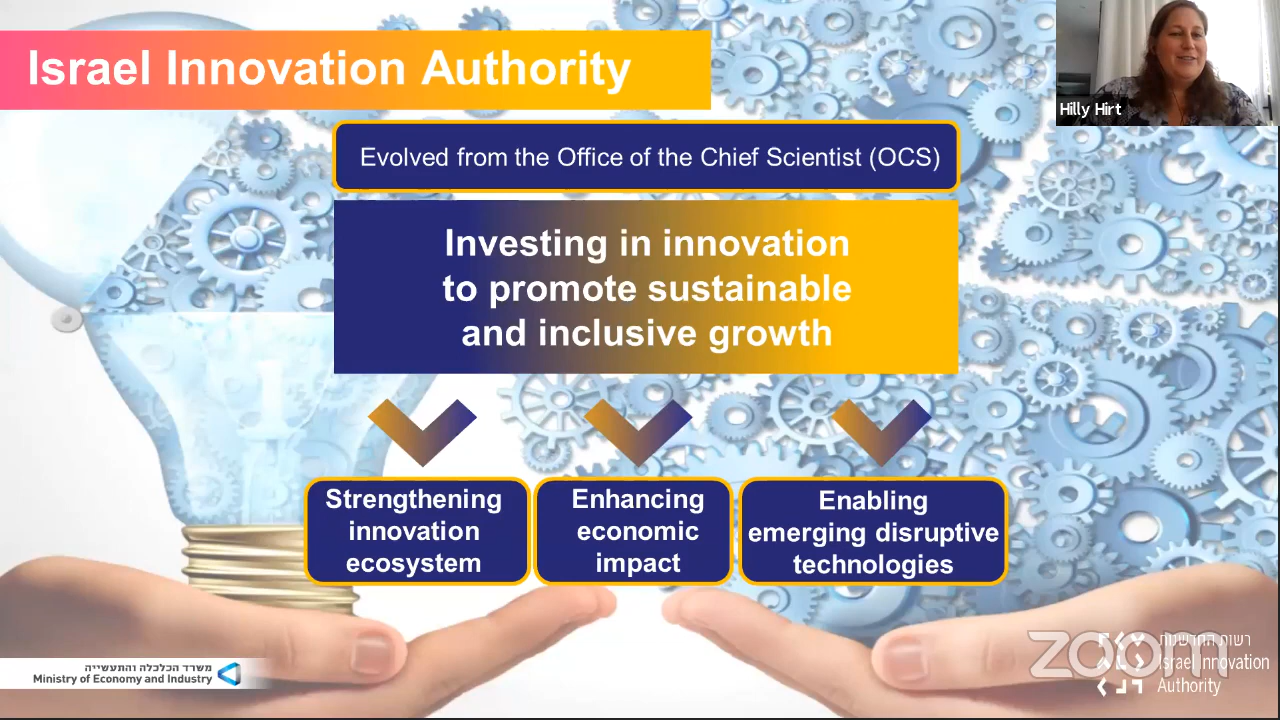 Israel Innovation Authority
Hilly Hirt
Evolved from the Office of the Chief Scientist (OCS)
Investing in innovation
to promote sustainable
and inclusive growth
Strengthening
innovation
ecosystem
Enhancing
economic
impact
Enabling
emerging disruptive
technologies
משרד הכלכלה והתעשייה
Ministry of Economy and Industry
zoom
רשות החדשנות
Israel Innovation
Authority